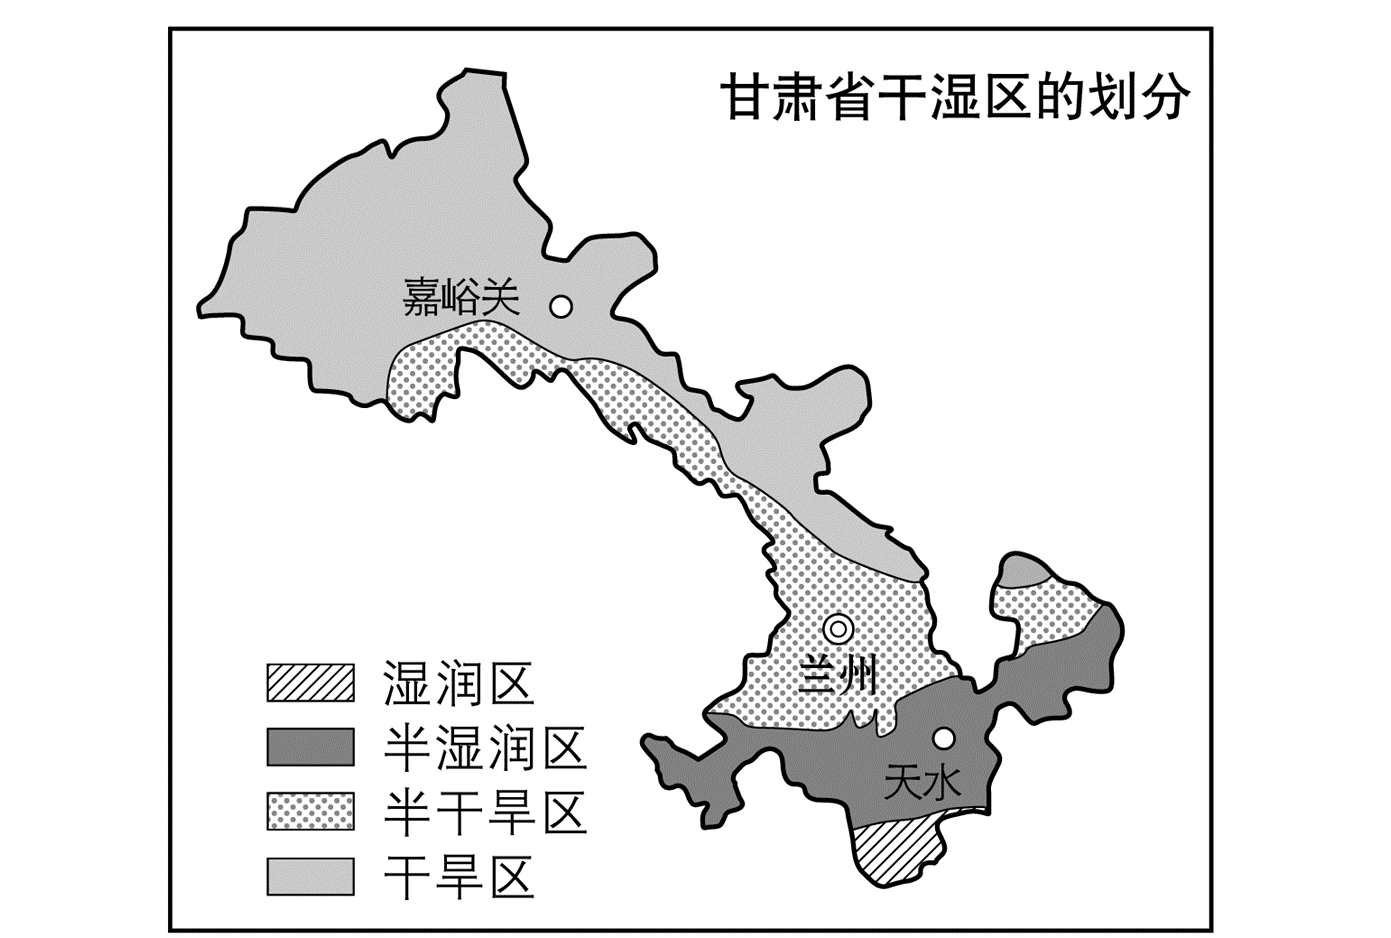 甘肃省干湿区的划分
嘉峪关
兰州
天水
湿润区
半湿润区
半干旱区
干旱区